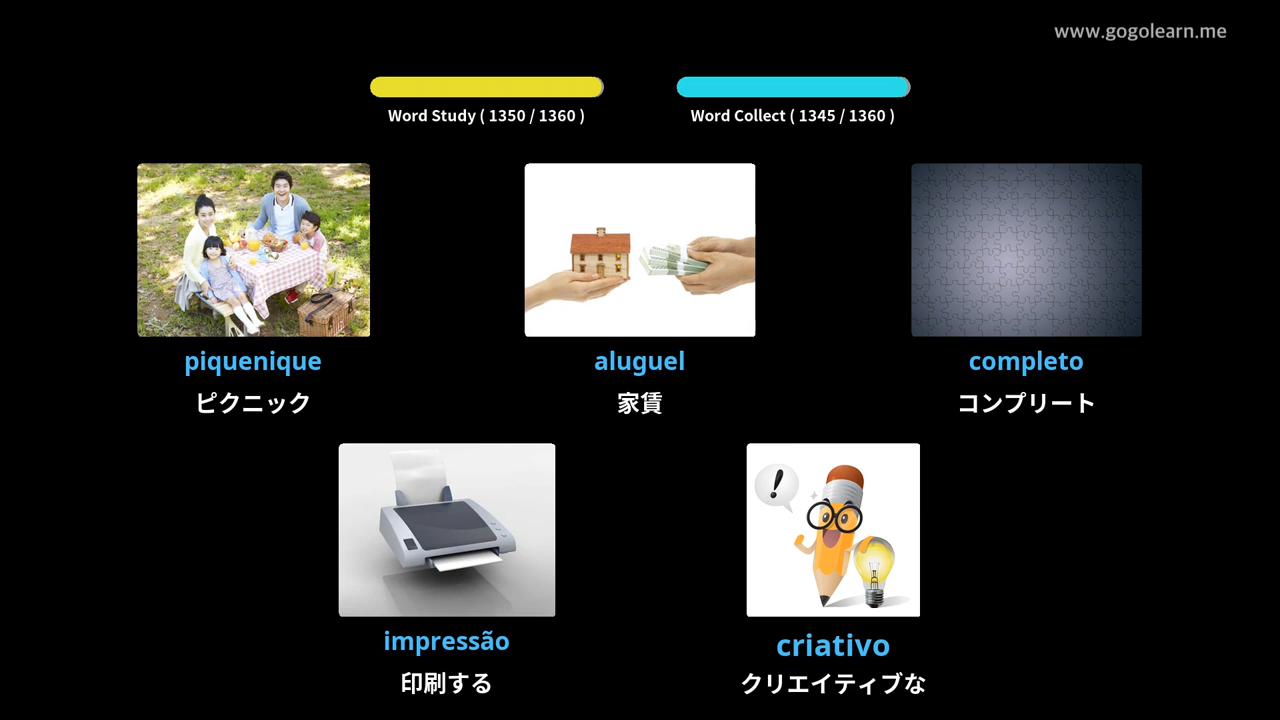 www.gogolearn.me
Word Study ( 1350 / 1360 )
Word Collect ( 1345 / 1360 )
piquenique
ピクニック
aluguel
家賃
completo
コンプリート
impressão
印刷する
criativo
クリエイティブな